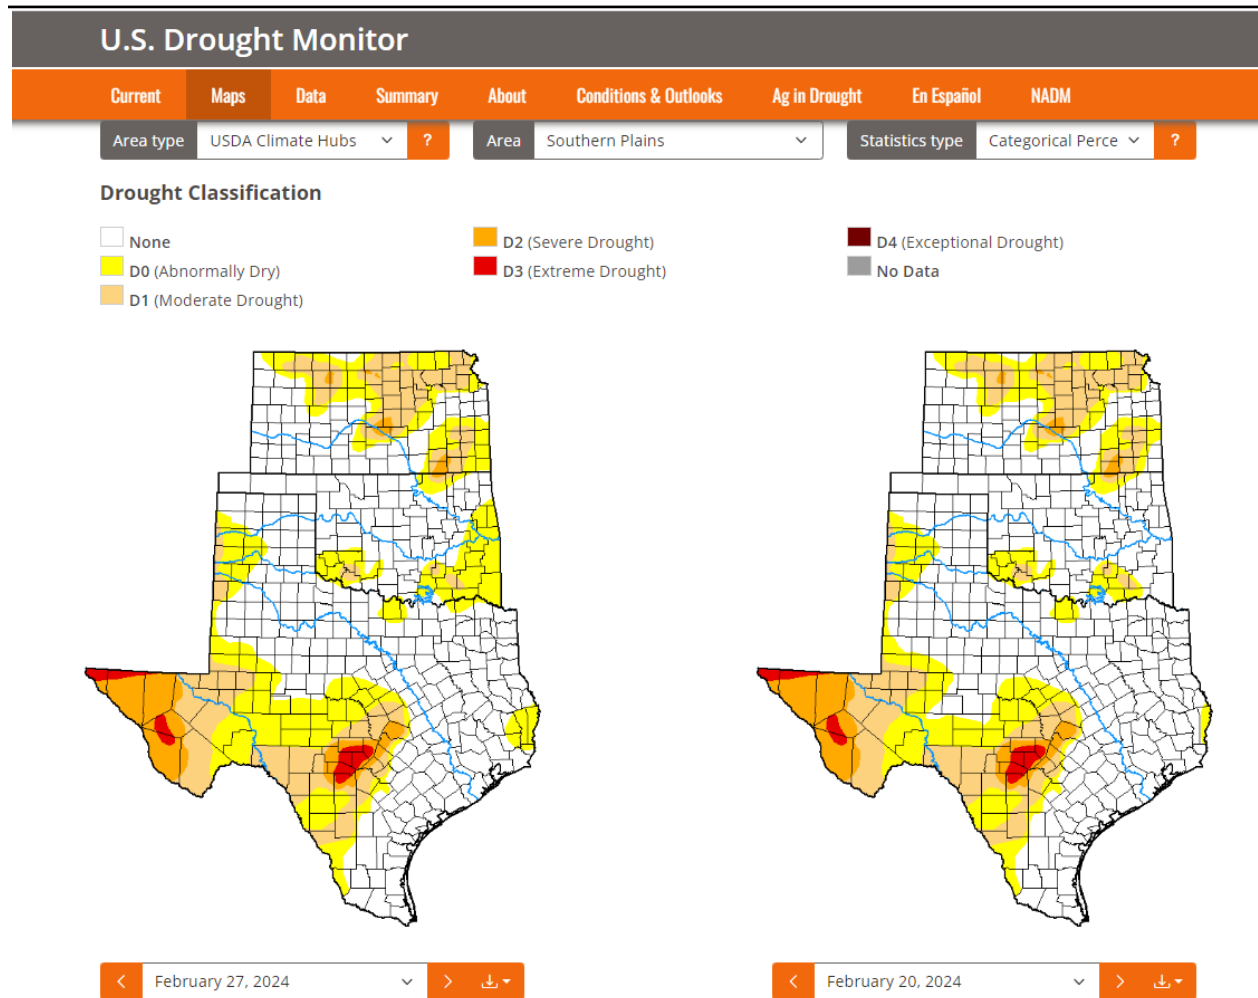 U.S. Drought Monitor
Current Maps Data Summary About Conditions & Outlooks Ag in Drought En Español NADM
Area type USDA Climate Hubs ? Area Southern Plains Statistics type Categorical Perce ?
Drought Classification
None D2 (Severe Drought) D4 (Exceptional Drought)
D0 (Abnormally Dry) D3 (Extreme Drought) No Data
D1 (Moderate Drought)
February 27, 2024 February 20, 2024